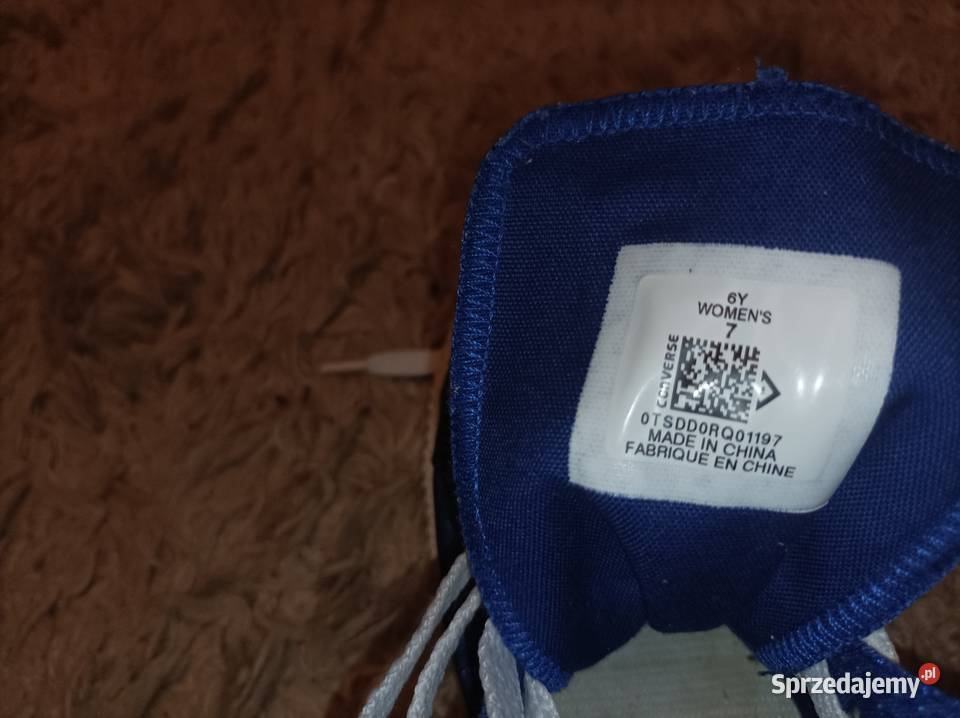 6Y
WOMEN'S
7
CONVERSE
0TSDD0RQ01197
MADE IN CHINA
FABRIQUE EN CHINE
Sprzedajemy.pl